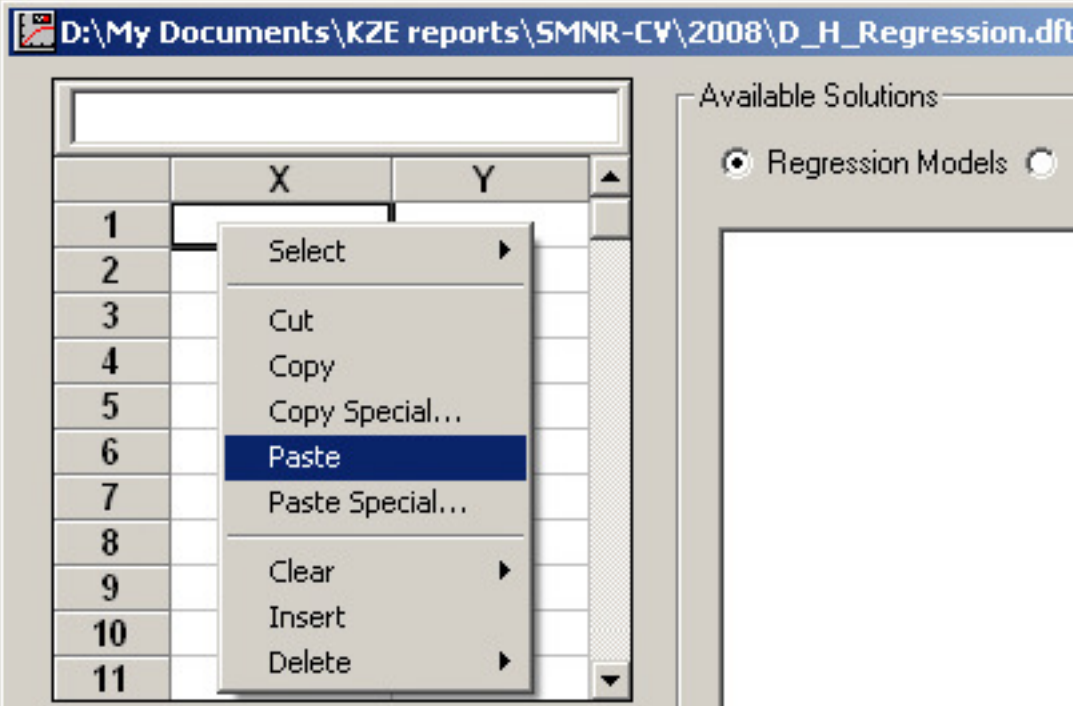 D:\My Documents\KZE reports\SMNR-CV\2008\D_H_Regression.dft
Available Solutions
Regression Models
X Y
1
2
3
4
5
6
7
8
9
10
11
Select
Cut
Copy
Copy Special...
Paste
Paste Special...
Clear
Insert
Delete